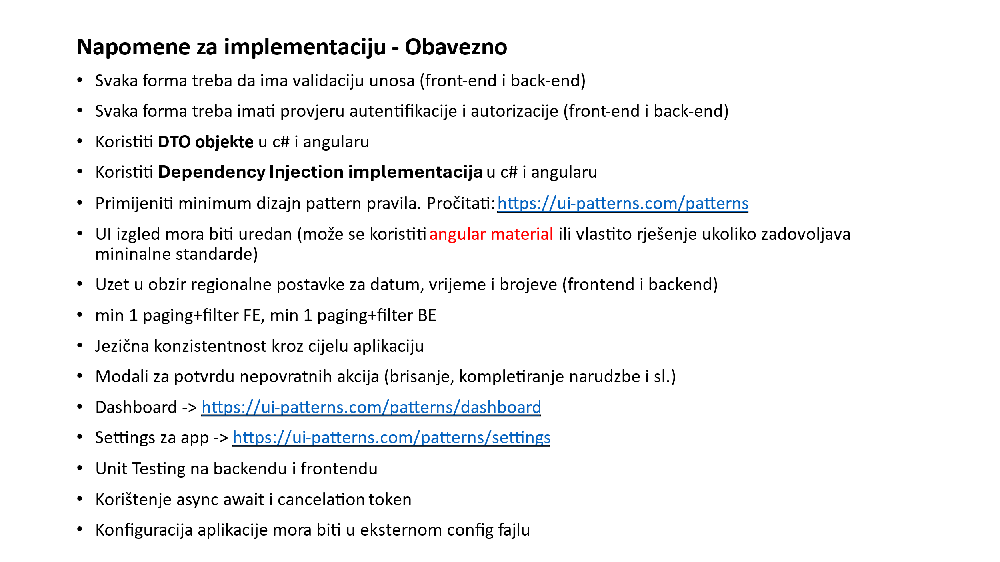 Napomene za implementaciju - Obavezno
• Svaka forma treba da ima validaciju unosa (front-end i back-end)
• Svaka forma treba imati provjeru autentifikacije i autorizacije (front-end i back-end)
• Koristiti DTO objekte u c# i angularu
• Koristiti Dependency Injection implementacija u c# i angularu
• Primijeniti minimum dizajn pattern pravila. Pročitati: https://ui-patterns.com/patterns
• UI izgled mora biti uredan (može se koristiti angular material ili vlastito rješenje ukoliko zadovoljava
mininalne standarde)
• Uzet u obzir regionalne postavke za datum, vrijeme i brojeve (frontend i backend)
• min 1 paging+filter FE, min 1 paging+filter BE
• Jezična konzistentnost kroz cijelu aplikaciju
• Modali za potvrdu nepovratnih akcija (brisanje, kompletiranje narudzbe i sl.)
• Dashboard -> https://ui-patterns.com/patterns/dashboard
• Settings za app -> https://ui-patterns.com/patterns/settings
• Unit Testing na backendu i frontendu
• Korištenje async await i cancelation token
• Konfiguracija aplikacije mora biti u eksternom config fajlu